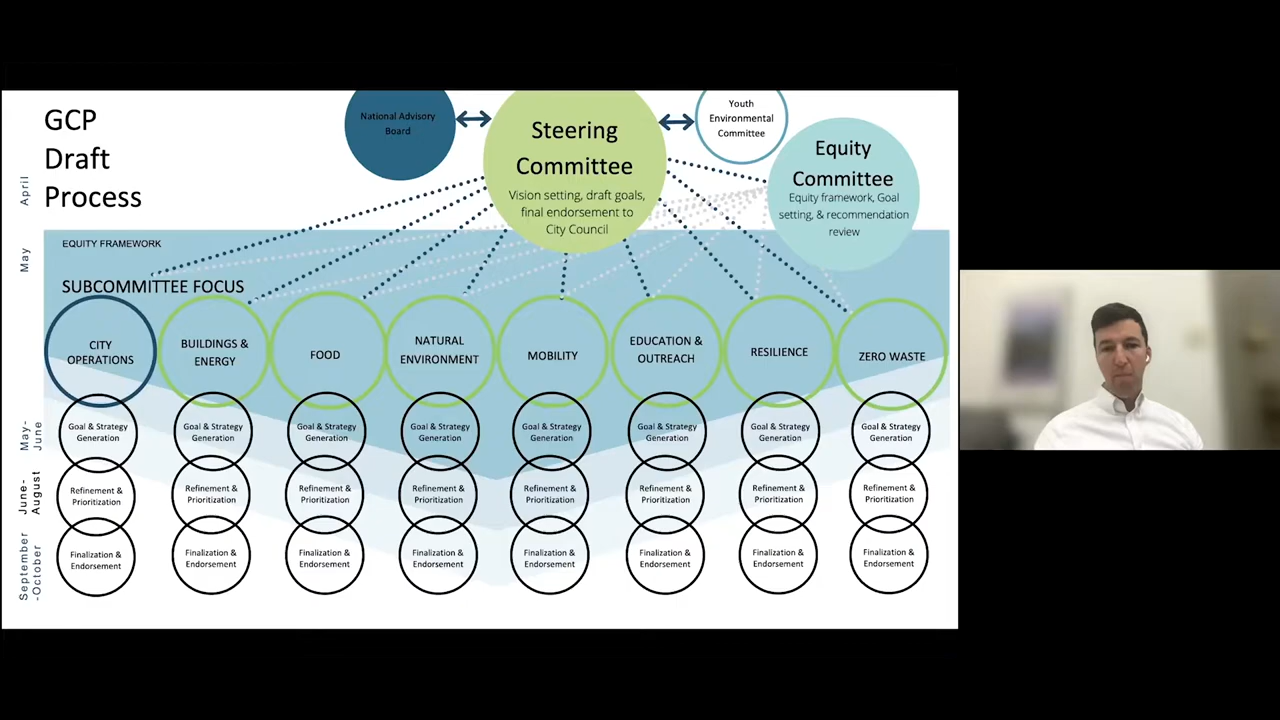 GCP
Draft
Process
National Advisory
Board
Steering
Committee
Vision setting, draft goals,
final endorsement to
City Council
Youth
Environmental
Committee
Equity
Committee
Equity framework, Goal
setting, & recommendation
review
April
May
EQUITY FRAMEWORK
SUBCOMMITTEE FOCUS
CITY
OPERATIONS
BUILDINGS &
ENERGY
FOOD
NATURAL
ENVIRONMENT
MOBILITY
EDUCATION &
OUTREACH
RESILIENCE
ZERO WASTE
May-
June
Goal & Strategy
Generation
Goal & Strategy
Generation
Goal & Strategy
Generation
Goal & Strategy
Generation
Goal & Strategy
Generation
Goal & Strategy
Generation
Goal & Strategy
Generation
Goal & Strategy
Generation
June-
August
Refinement &
Prioritization
Refinement &
Prioritization
Refinement &
Prioritization
Refinement &
Prioritization
Refinement &
Prioritization
Refinement &
Prioritization
Refinement &
Prioritization
Refinement &
Prioritization
September
-October
Finalization &
Endorsement
Finalization &
Endorsement
Finalization &
Endorsement
Finalization &
Endorsement
Finalization &
Endorsement
Finalization &
Endorsement
Finalization &
Endorsement
Finalization &
Endorsement